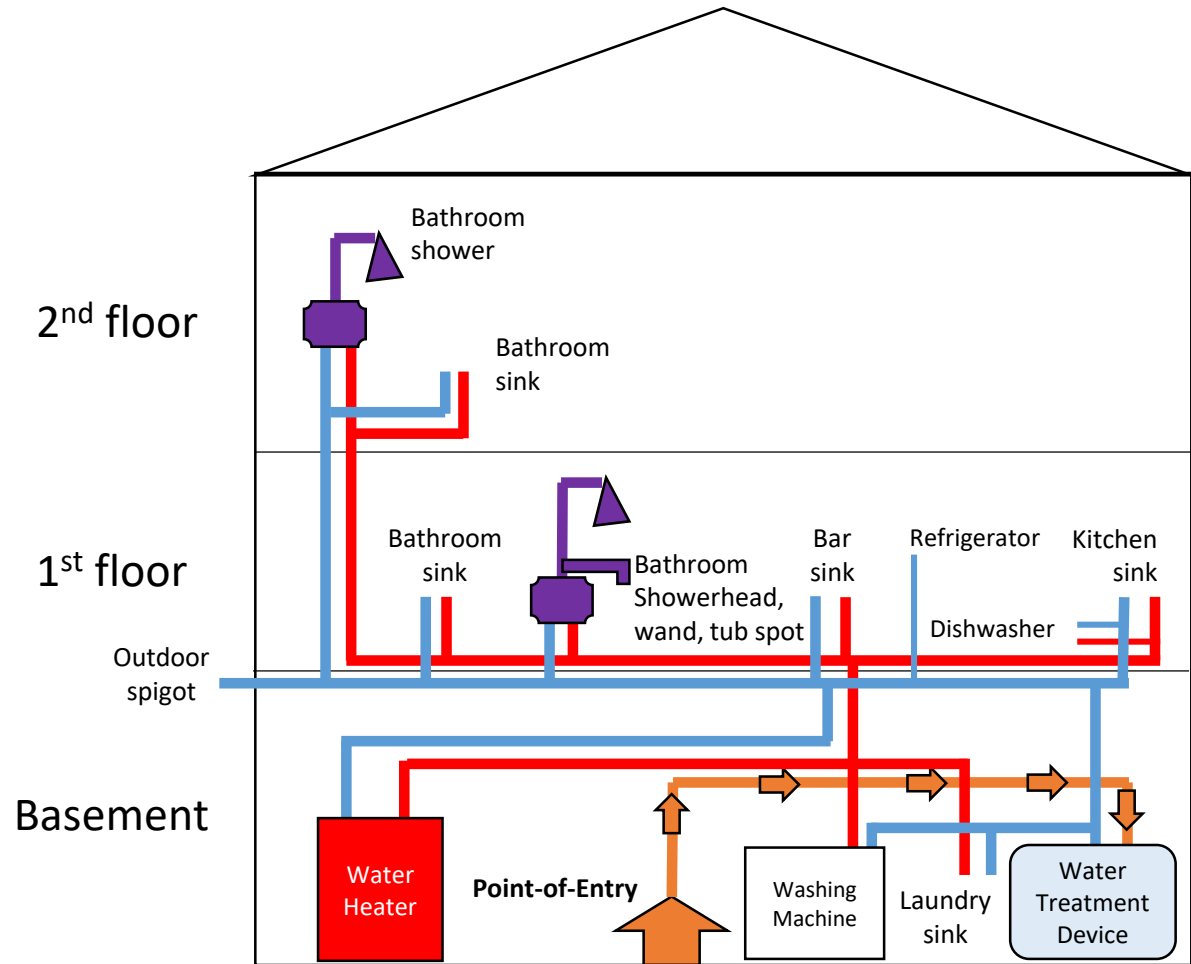 Bathroom
shower
2nd floor
Bathroom
sink
1st floor
Bathroom
sink
Bathroom
Showerhead,
wand, tub spot
Bar
sink
Refrigerator
Kitchen
sink
Dishwasher
Outdoor
spigot
Basement
Water
Heater
Point-of-Entry
Washing
Machine
Laundry
sink
Water
Treatment
Device